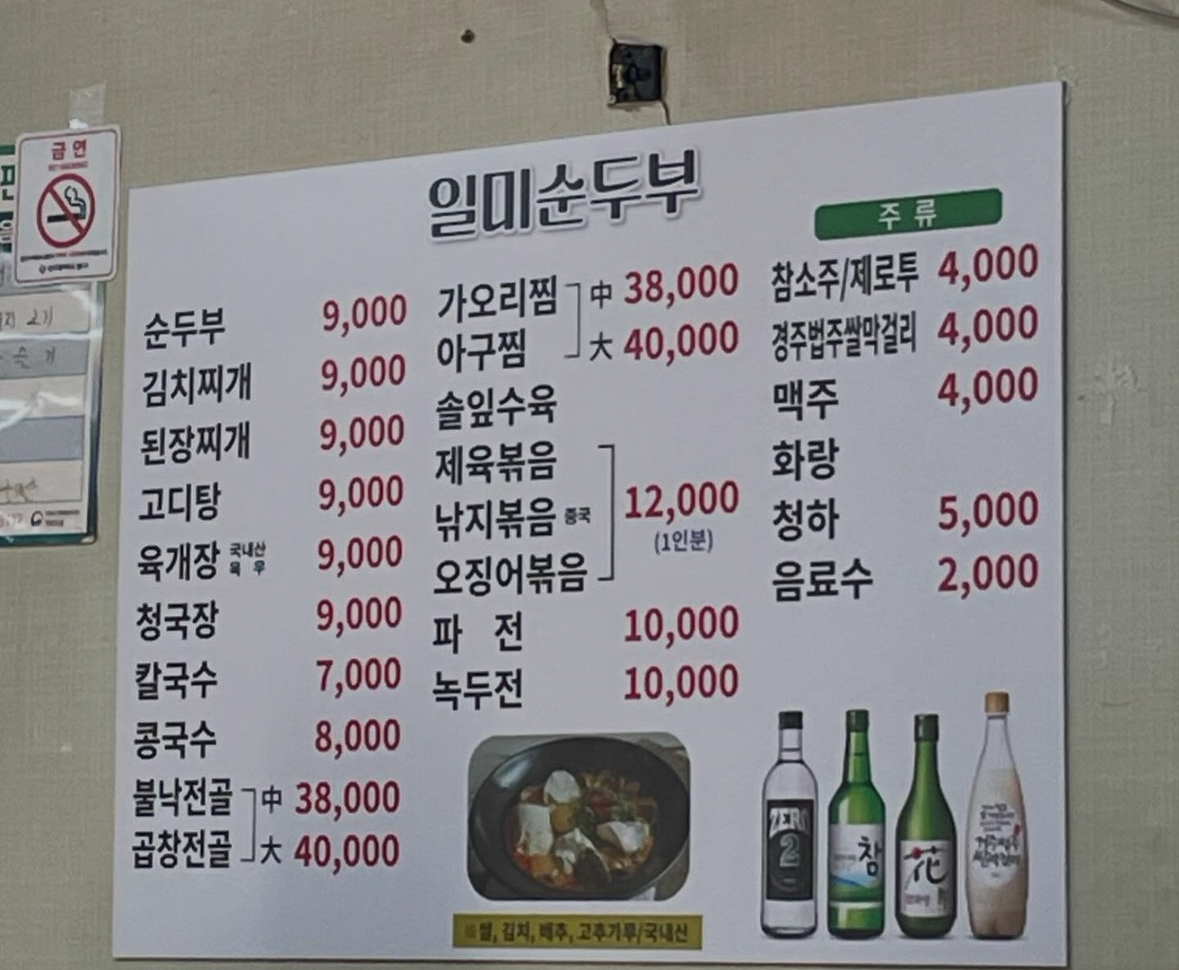 금연
일미순두부
순두부 9,000
김치찌개 9,000
된장찌개 9,000
고디탕 9,000
육개장 국내산 육우 9,000
청국장 9,000
칼국수 7,000
콩국수 8,000
불낙전골 中 38,000
곱창전골 大 40,000
가오리찜 中 38,000
아구찜 大 40,000
솔잎수육
제육볶음
낚지볶음 중국 12,000
(1인분)
오징어볶음
파 전 10,000
녹두전 10,000
※쌀, 김치, 배추, 고추가루/국내산
주류
참소주/제로투 4,000
경주법주쌀막걸리 4,000
맥주 4,000
화랑
청하 5,000
음료수 2,000
ZERO
2
참
花